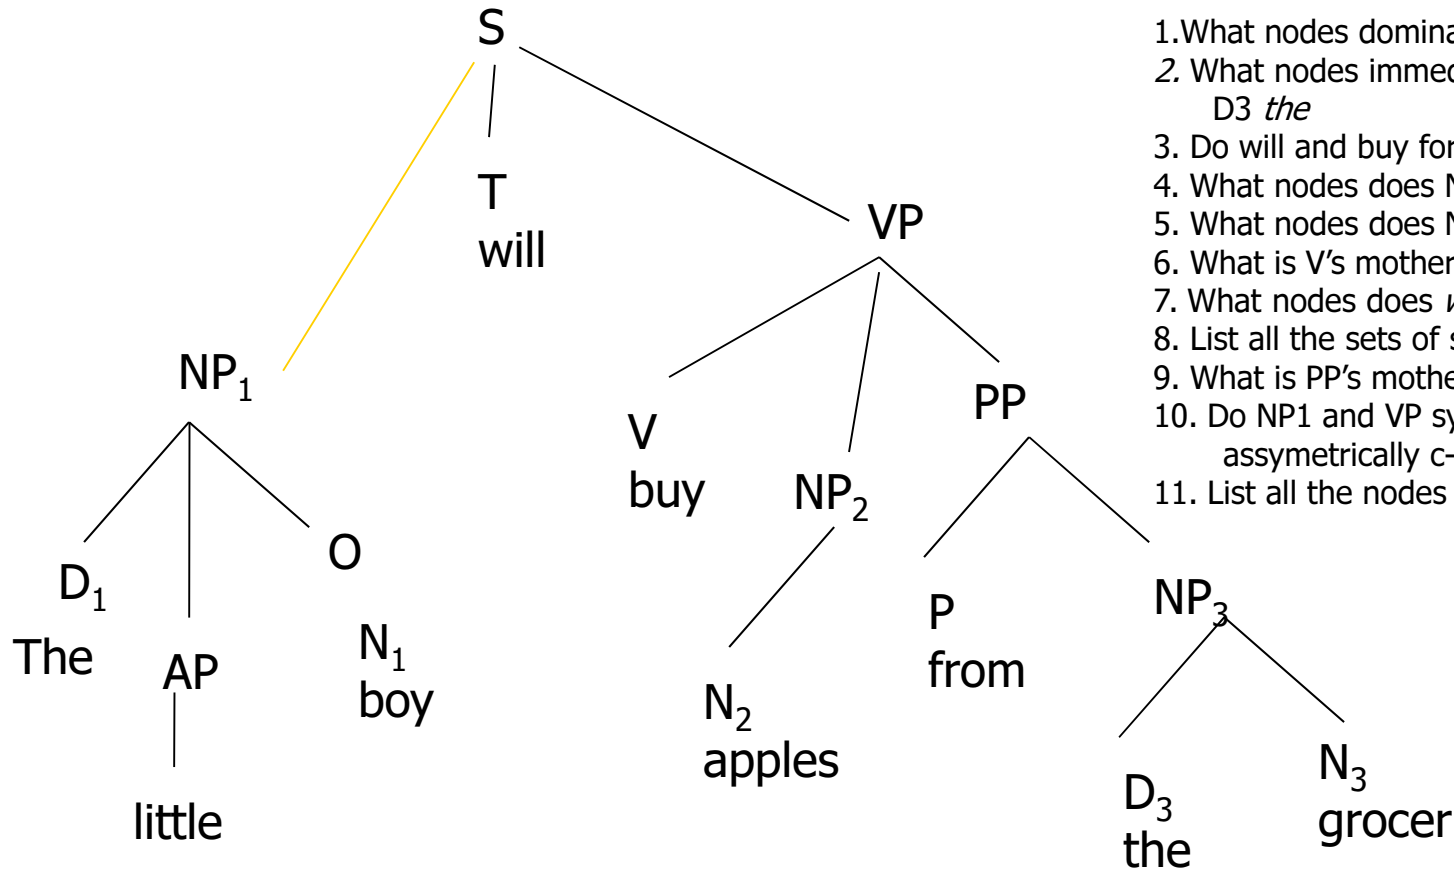 S
1.What nodes domina
2. What nodes immed
D3 the
3. Do will and buy for
4. What nodes does N
5. What nodes does N
6. What is V's mother
7. What nodes does
8. List all the sets of s
9. What is PP's mothe
10. Do NP1 and VP sy
assymetrically c-
11. List all the nodes
T
will
VP
NP₁
PP
V
buy
NP₂
O
D₁
The
AP
N₁
boy
P
from
NP₃
N₂
apples
little
D₃
the
N₃
grocer